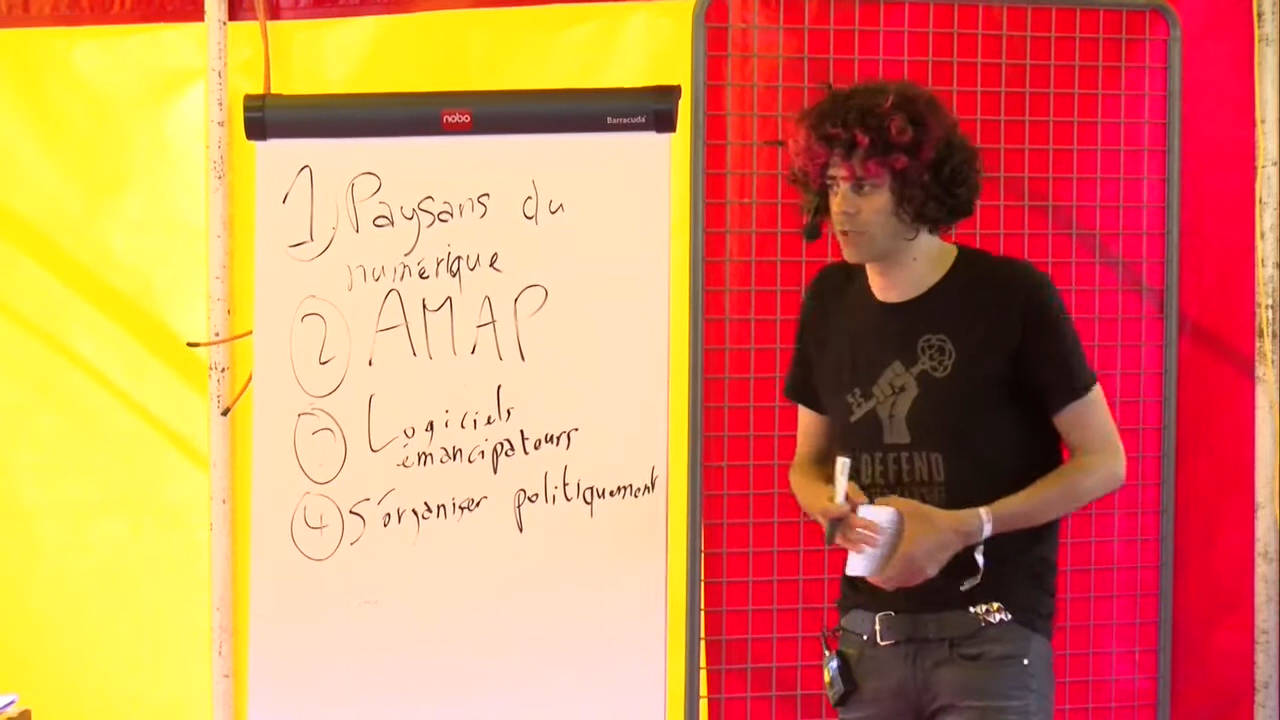 nobo
Barracuda
1) Paysans du
numérique
2 AMAP
3 Logiciels
émancipateurs
4 S'organiser politiquement
DEFEND